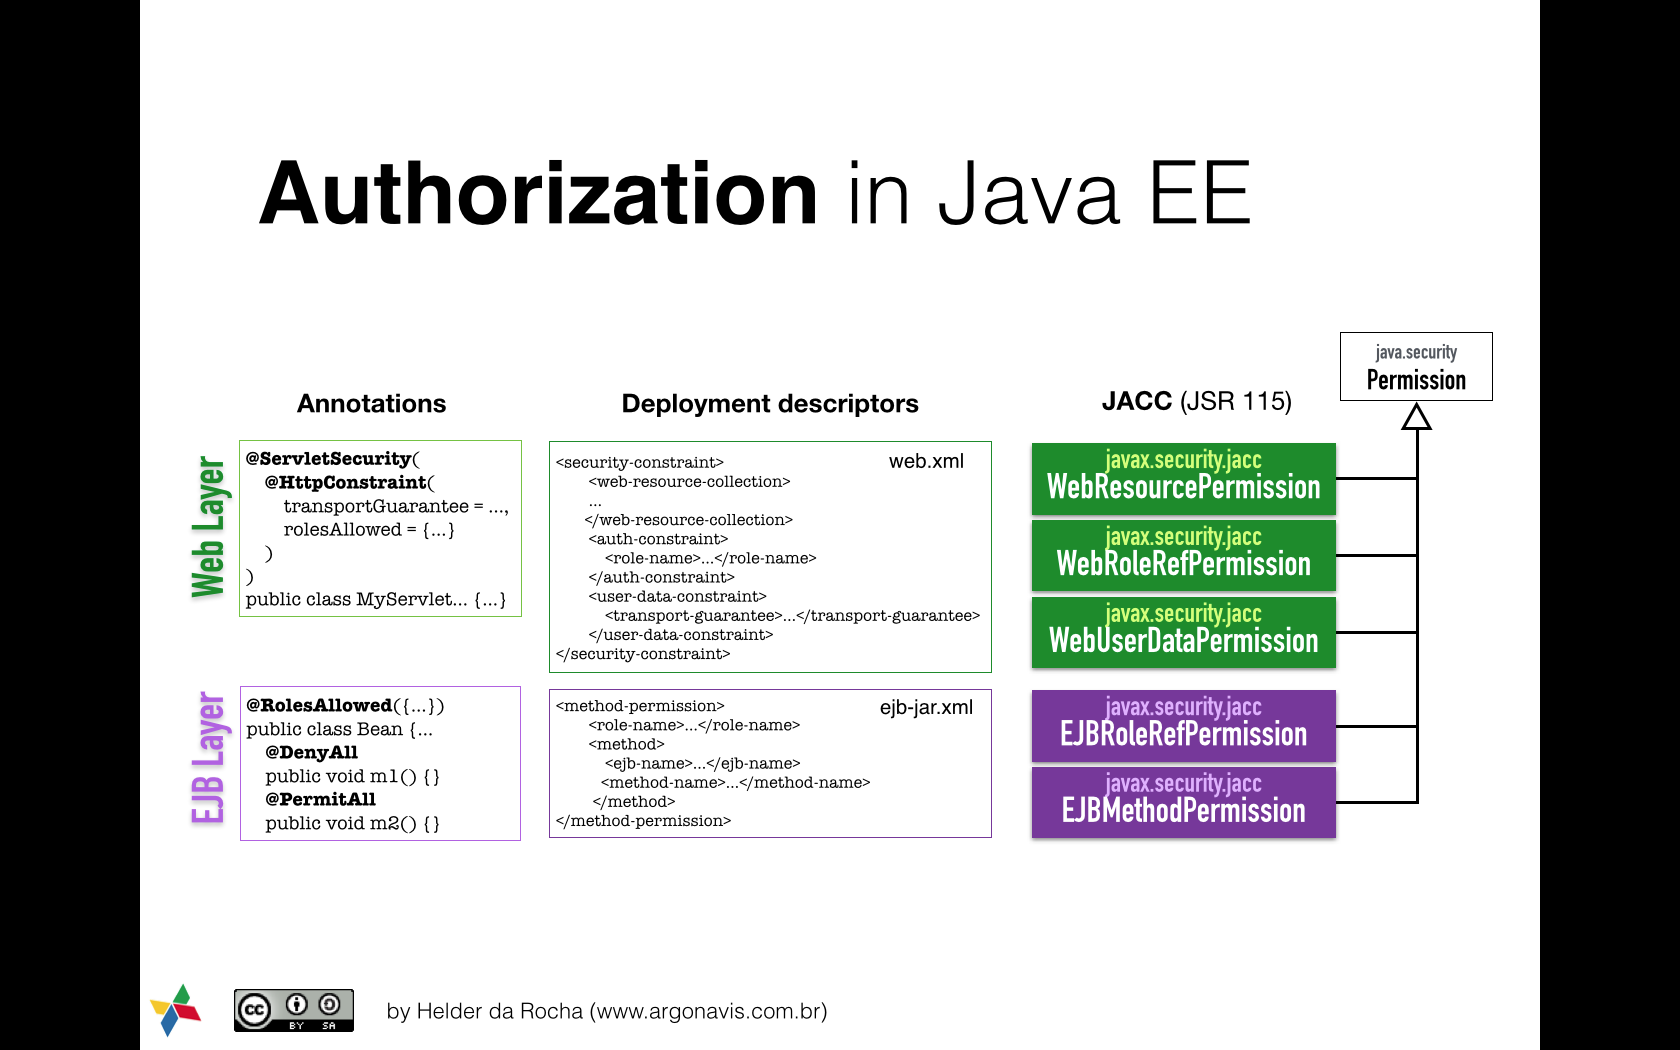 Authorization in Java EE
java.security
Permission
Annotations
Deployment descriptors
JACC (JSR 115)
Web Layer
@ServletSecurity(
@HttpConstraint(
transportGuarantee = ...,
rolesAllowed = {...}
)
)
public class MyServlet... {...}
web.xml
<security-constraint>
<web-resource-collection>
...
</web-resource-collection>
<auth-constraint>
<role-name>...</role-name>
</auth-constraint>
<user-data-constraint>
<transport-guarantee>...</transport-guarantee>
</user-data-constraint>
</security-constraint>
javax.security.jacc
WebResourcePermission
javax.security.jacc
WebRoleRefPermission
javax.security.jacc
WebUserDataPermission
EJB Layer
@RolesAllowed({...})
public class Bean {...
@DenyAll
public void m1() {}
@PermitAll
public void m2() {}
ejb-jar.xml
<method-permission>
<role-name>...</role-name>
<method>
<ejb-name>...</ejb-name>
<method-name>...</method-name>
</method>
</method-permission>
javax.security.jacc
EJBRoleRefPermission
javax.security.jacc
EJBMethodPermission
cc
BY SA
by Helder da Rocha (www.argonavis.com.br)